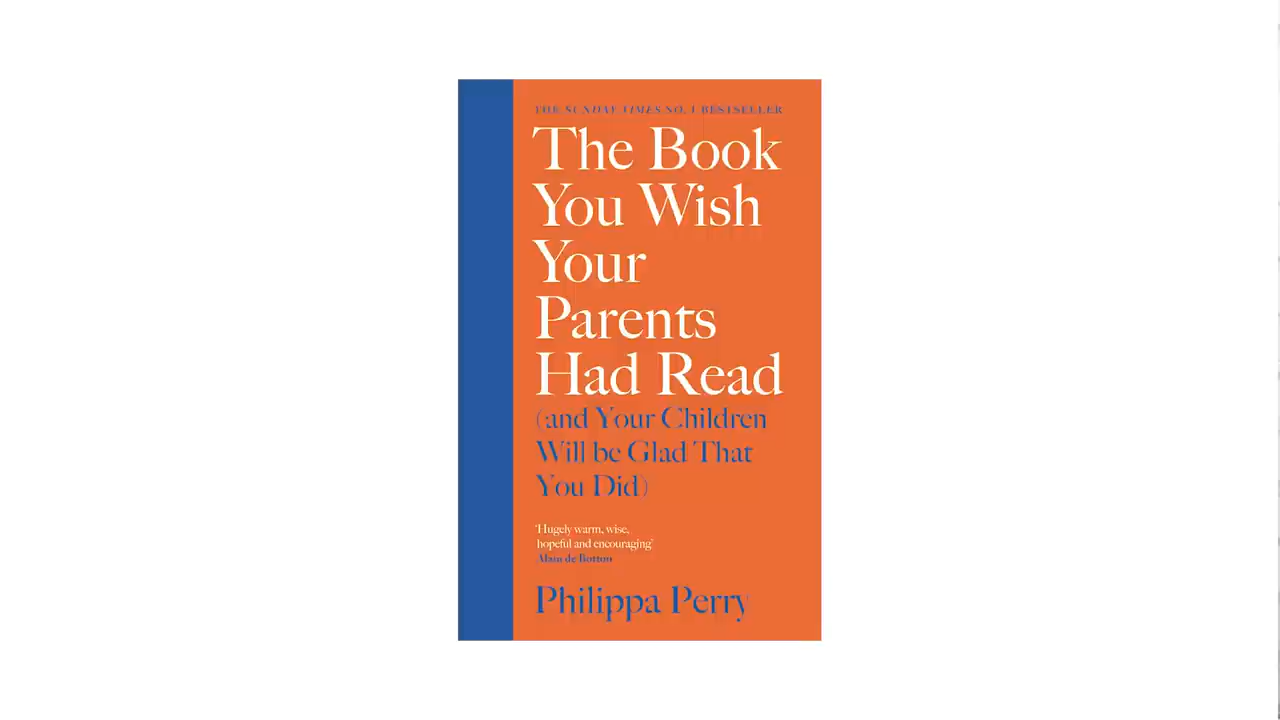 THE SUNDAY TIMES NO. 1 BESTSELLER
The Book
You Wish
Your
Parents
Had Read
(and Your Children
Will be Glad That
You Did)
‘Hugely warm, wise,
hopeful and encouraging’
Alain de Botton
Philippa Perry